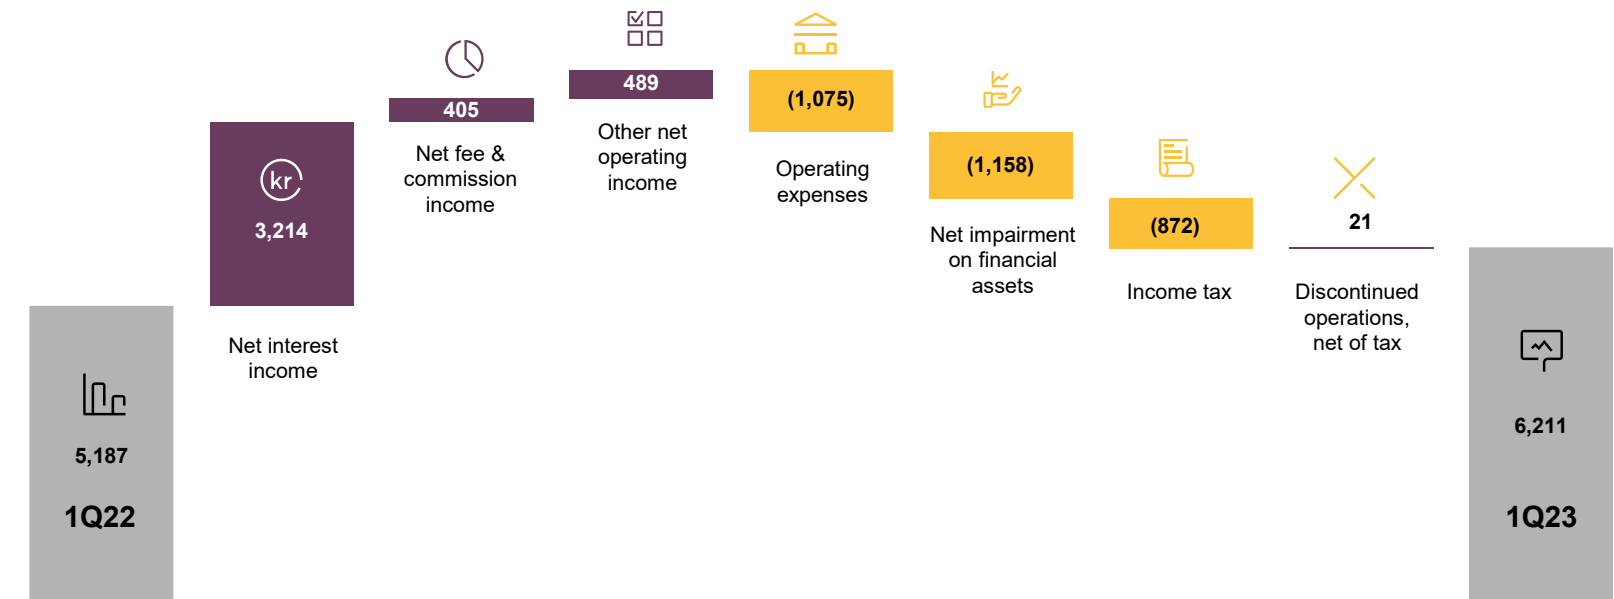 kr
3,214
Net interest
income
405
Net fee &
commission
income
489
Other net
operating
income
(1,075)
Operating
expenses
(1,158)
Net impairment
on financial
assets
(872)
Income tax
21
Discontinued
operations,
net of tax
5,187
1Q22
6,211
1Q23